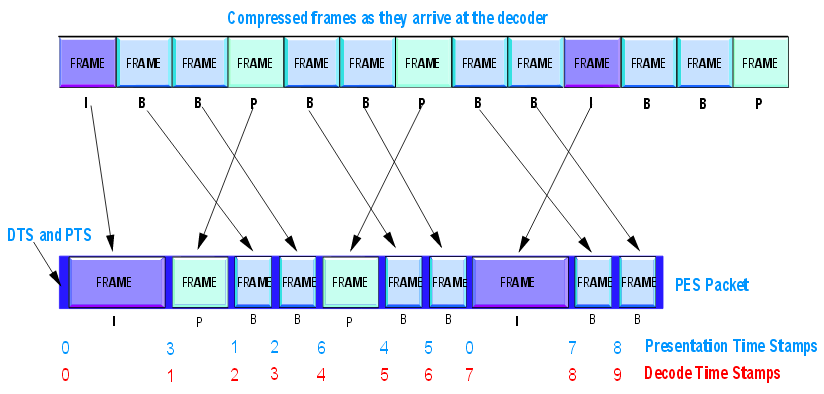 Compressed frames as they arrive at the decoder
FRAME FRAME FRAME FRAME FRAME FRAME FRAME FRAME FRAME FRAME FRAME FRAME FRAME
I B B P B B P B B I B B P
DTS and PTS
FRAME FRAME FRAME FRAME FRAME FRAME FRAME FRAME FRAME FRAME
PES Packet
I P B B P B B I B B
0 3 1 2 6 4 5 0 7 8 Presentation Time Stamps
0 1 2 3 4 5 6 7 8 9 Decode Time Stamps